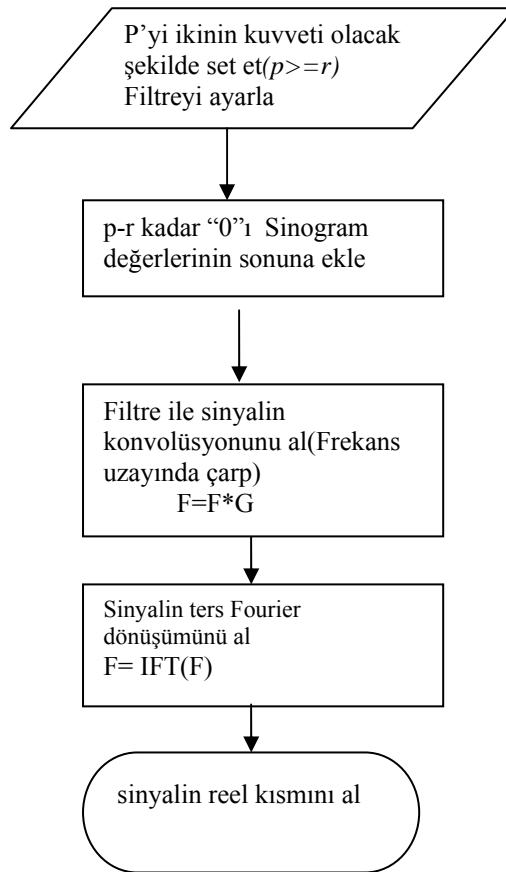 P’yi ikinin kuvveti olacak
şekilde set et(p>=r)
Filtreyi ayarla
p-r kadar “0”ı Sinogram
değerlerinin sonuna ekle
Filtre ile sinyalin
konvolüsyonunu al(Frekans
uzayında çarp)
F=F*G
Sinyalin ters Fourier
dönüşümünü al
F= IFT(F)
sinyalin reel kısmını al